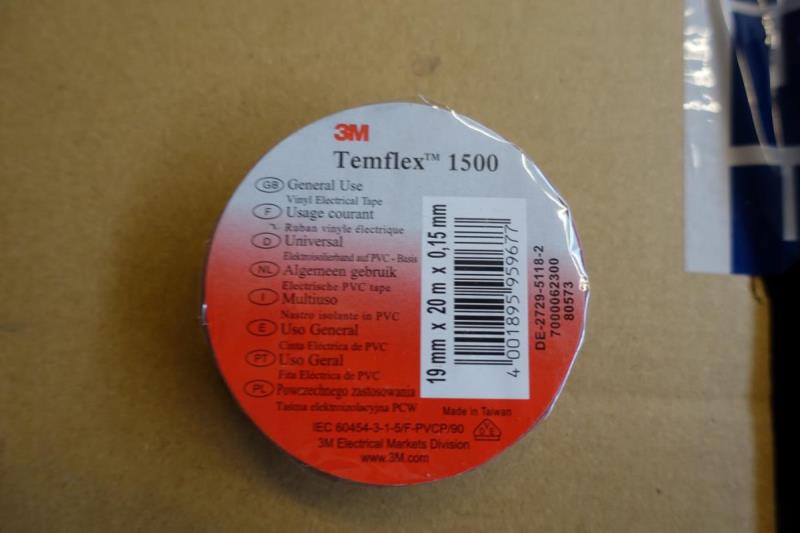 3M
Temflex™ 1500
GB General Use
Vinyl Electrical Tape
F Usage courant
Ruban vinyle électrique
D Universal
Elektroisolierband auf PVC - Basis
NL Algemeen gebruik
Electrische PVC tape
I Multiuso
Nastro isolante in PVC
E Uso General
Cinta Eléctrica de PVC
PT Uso Geral
Fita Eléctrica de PVC
PL Powszechnego zastosowania
Taśma elektroizolacyjna PCW
19 mm x 20 m x 0,15 mm
4 001895 959677
DE-2729-5118-2
7000062300
80573
Made in Taiwan
IEC 60454-3-1-5/F-PVCP/90
3M Electrical Markets Division
www.3M.com
VDE